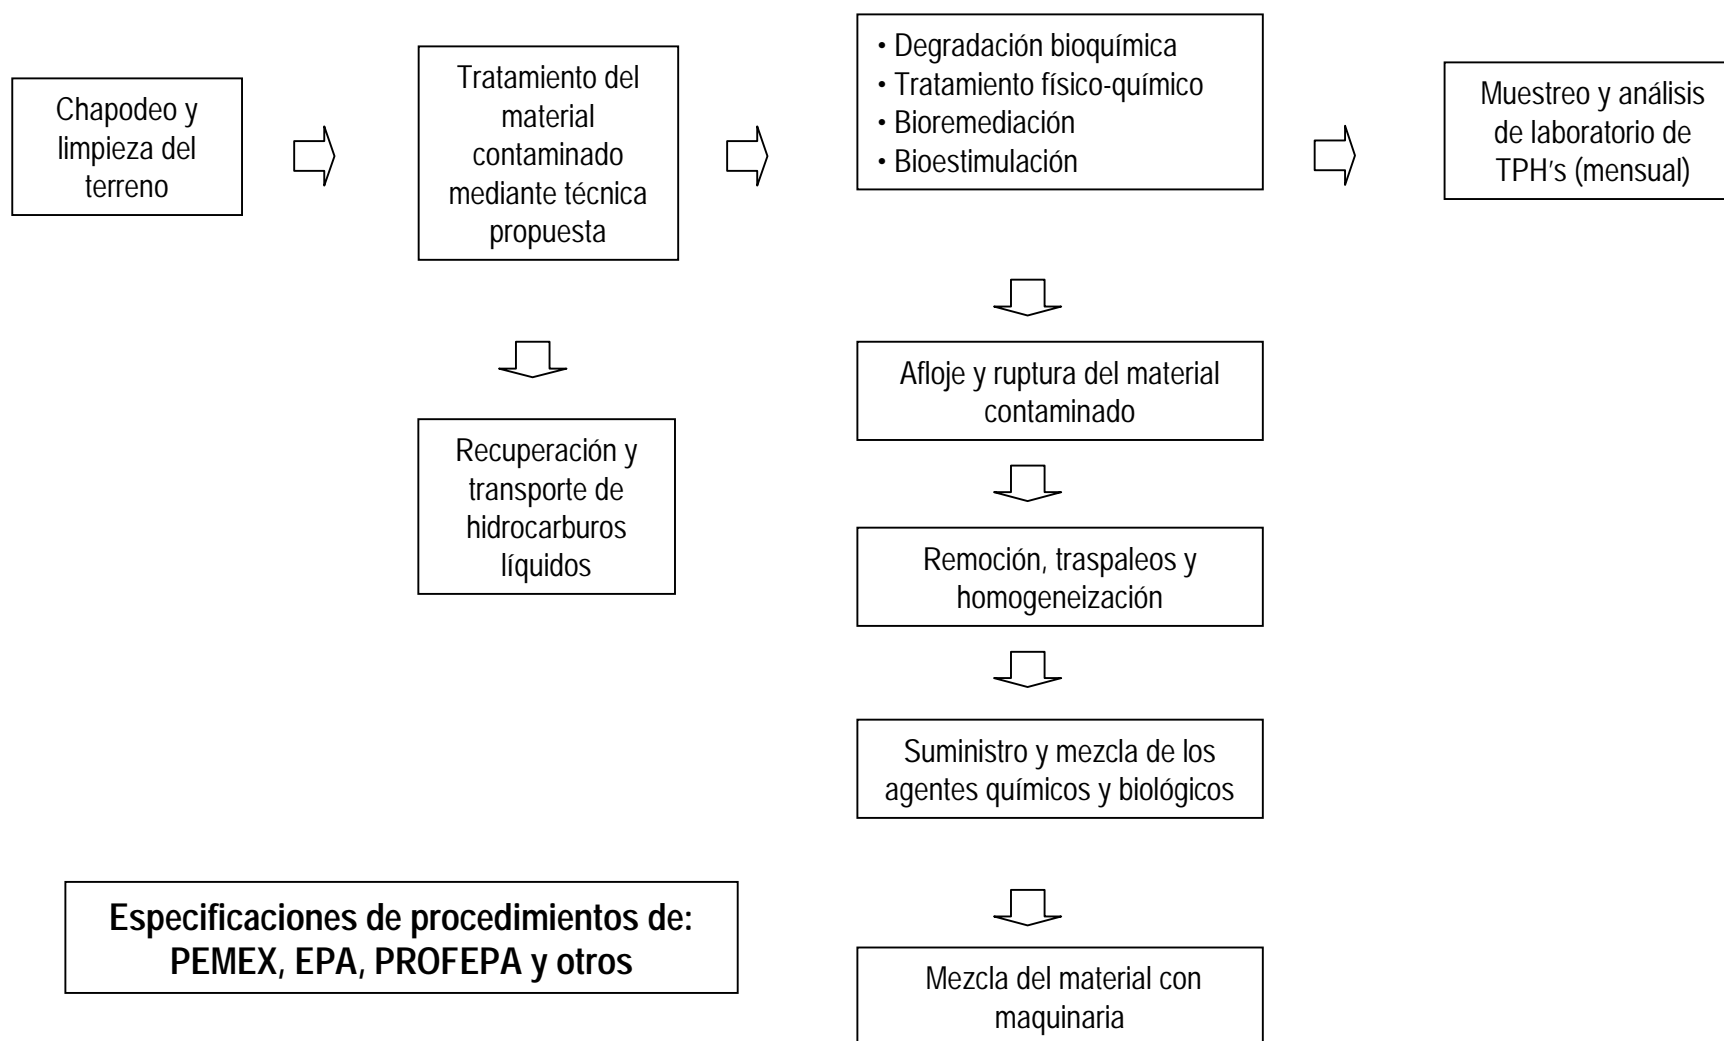 Chapodeo y
limpieza del
terreno
Tratamiento del
material
contaminado
mediante técnica
propuesta
• Degradación bioquímica
• Tratamiento físico-químico
• Bioremediación
• Bioestimulación
Muestreo y análisis
de laboratorio de
TPH's (mensual)
Recuperación y
transporte de
hidrocarburos
líquidos
Afloje y ruptura del material
contaminado
Remoción, traspaleos y
homogeneización
Suministro y mezcla de los
agentes químicos y biológicos
Mezcla del material con
maquinaria
Especificaciones de procedimientos de:
PEMEX, EPA, PROFEPA y otros